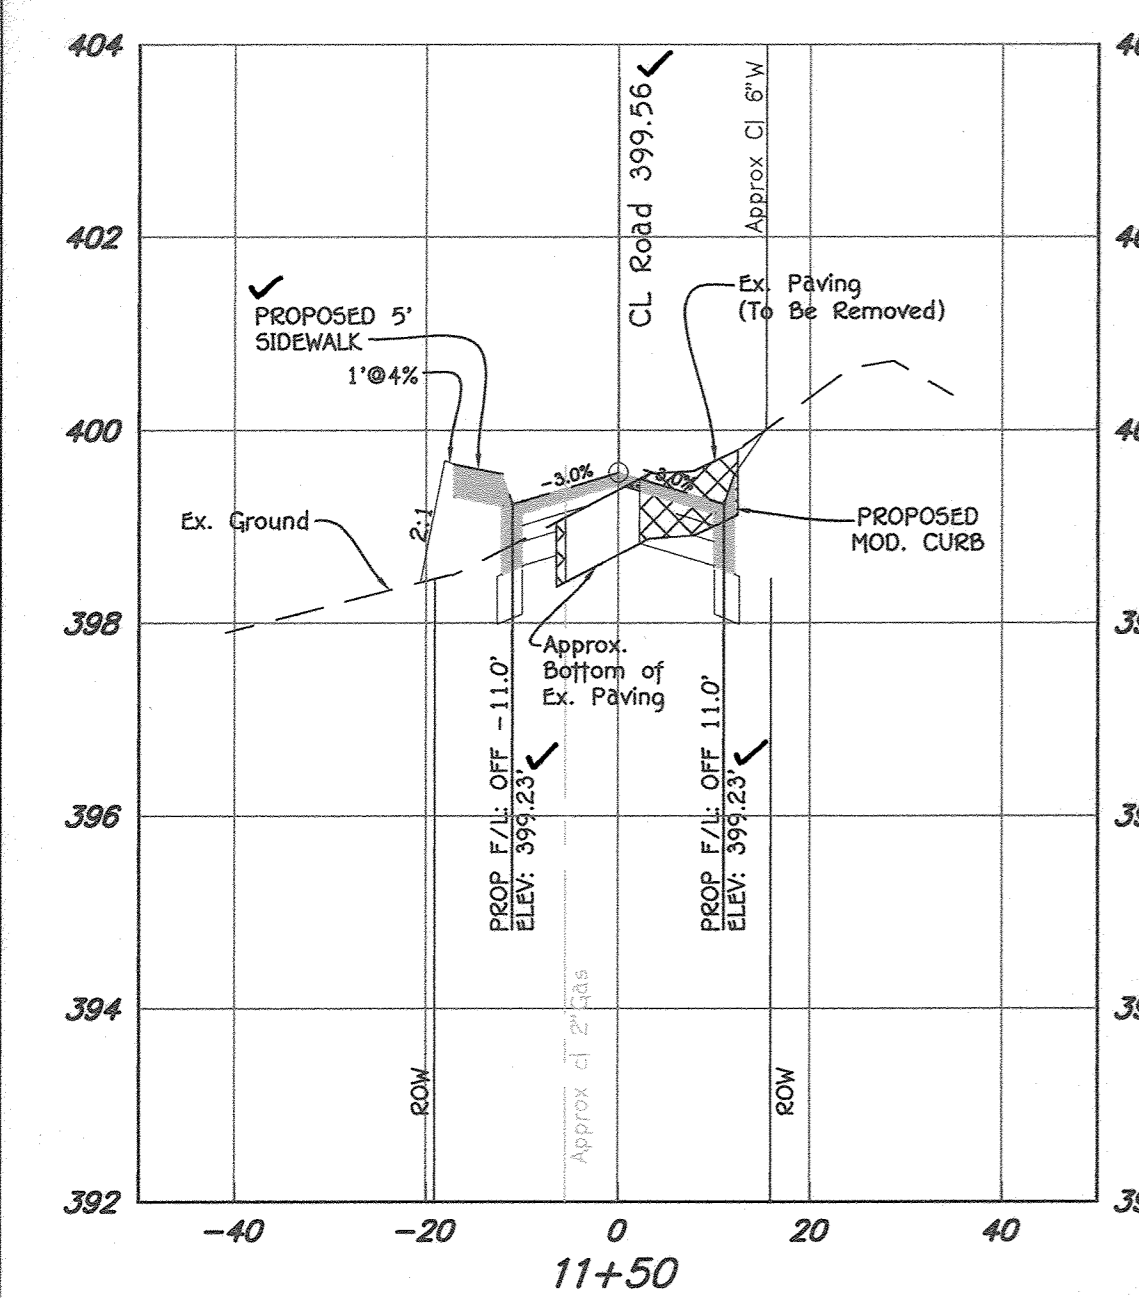 404
CL Road 399.56
Approx Cl 6"W
402
PROPOSED 5'
SIDEWALK
1'@4%
Ex. Paving
(To Be Removed)
400
-3.0%
-3.0%
2:1
Ex. Ground
PROPOSED
MOD. CURB
398
Approx.
Bottom of
Ex. Paving
PROP F/L: OFF -11.0'
ELEV: 399.23'
PROP F/L: OFF 11.0'
ELEV: 399.23'
396
394
Approx cl 2"Gas
ROW
ROW
392
-40
-20
0
20
40
11+50